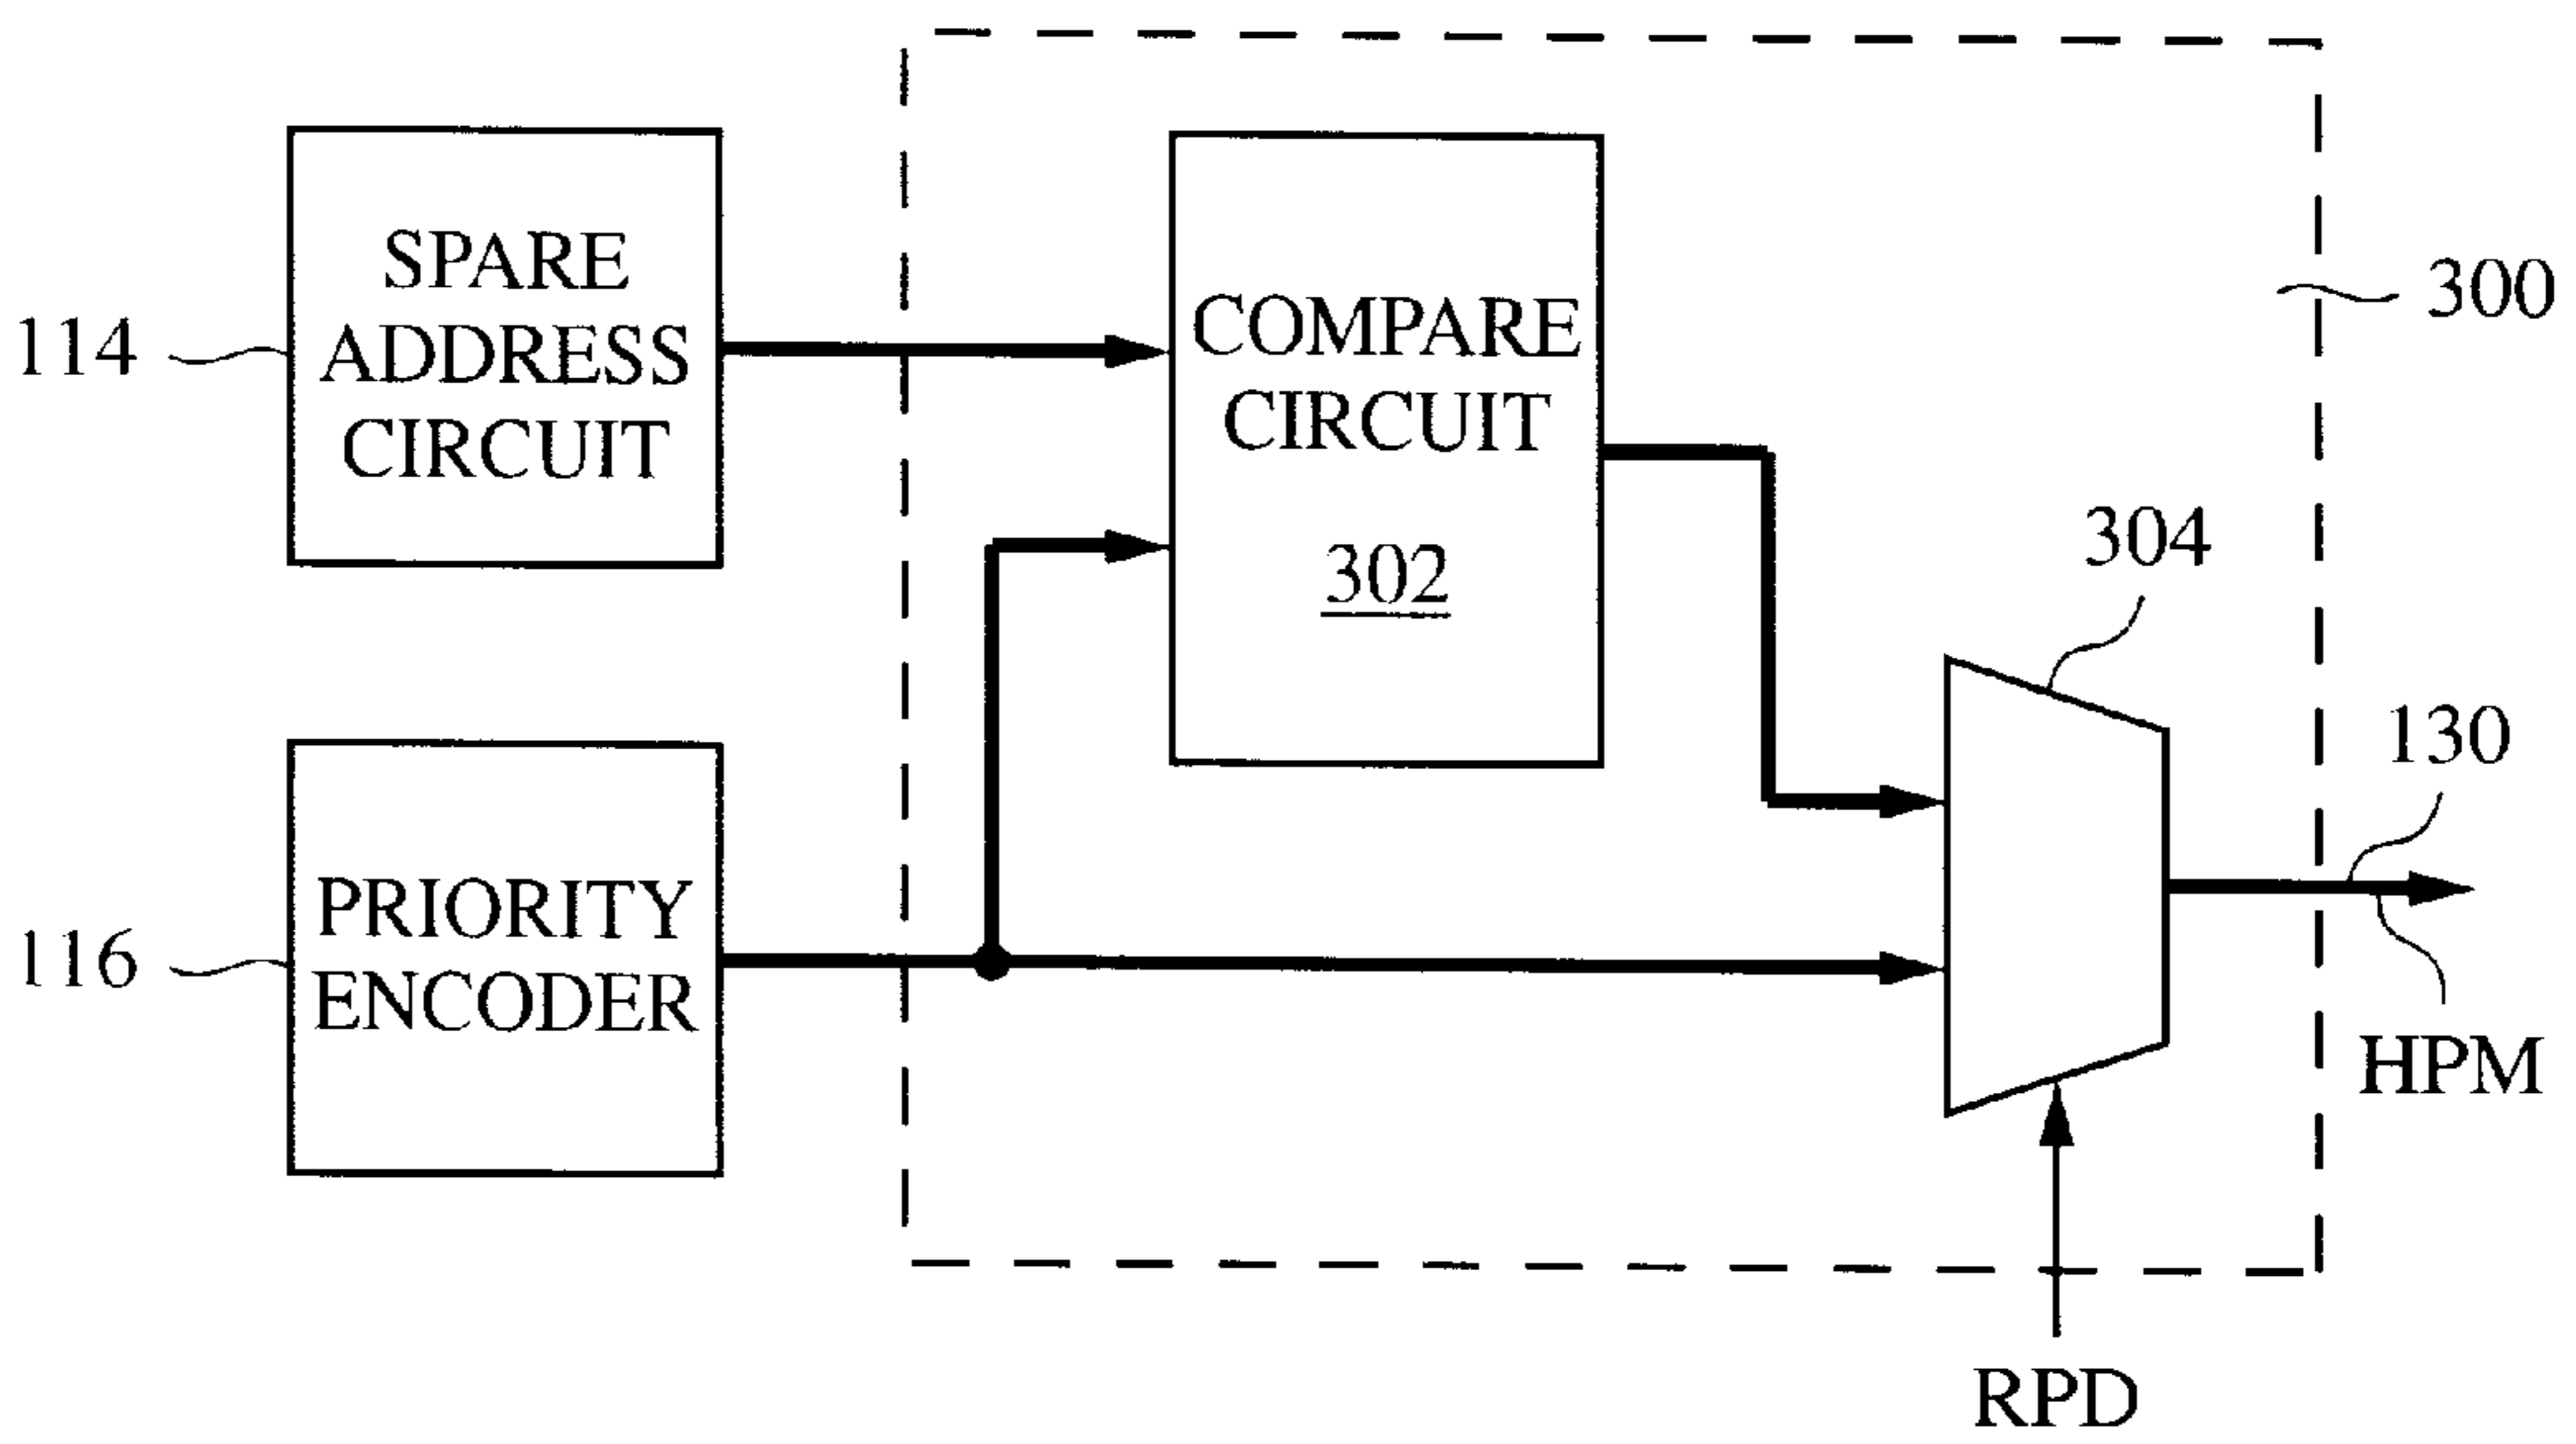 SPARE
ADDRESS
CIRCUIT
114
COMPARE
CIRCUIT
302
300
304
130
PRIORITY
ENCODER
116
HPM
RPD